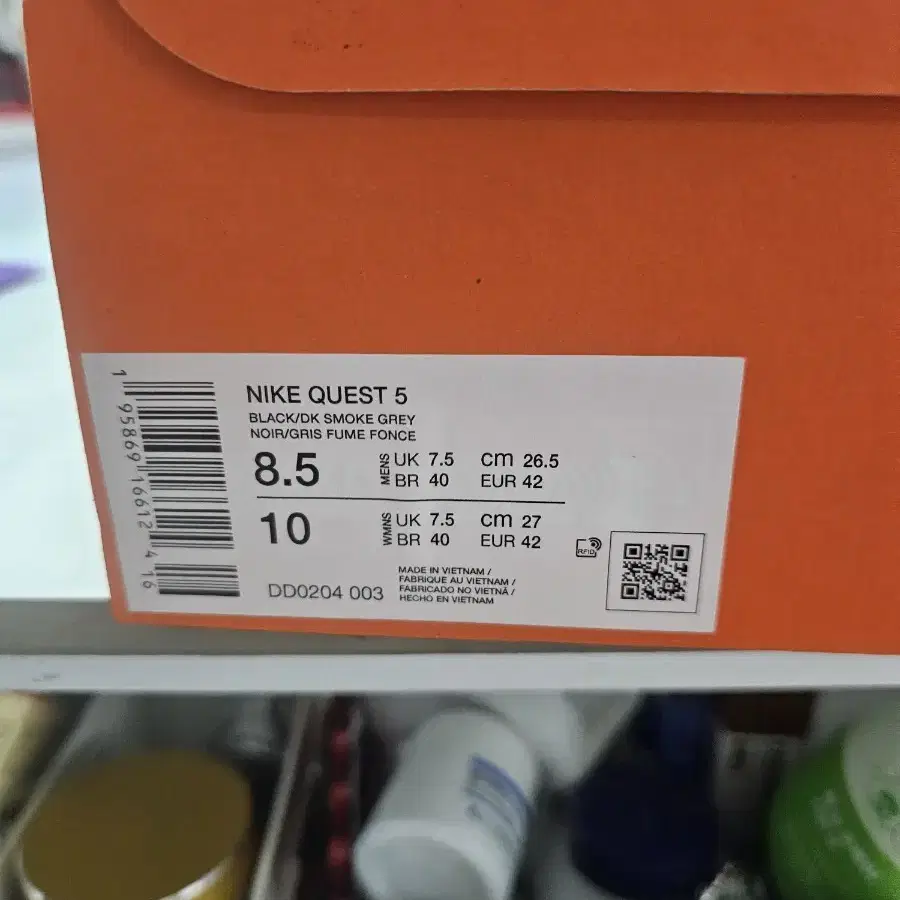 NIKE QUEST 5
BLACK/DK SMOKE GREY
NOIR/GRIS FUME FONCE
8.5 MENS UK 7.5 cm 26.5
BR 40 EUR 42
10 WMNS UK 7.5 cm 27
BR 40 EUR 42
RFID
DD0204 003
MADE IN VIETNAM /
FABRIQUE AU VIETNAM /
FABRICADO NO VIETNÃ /
HECHO EN VIETNAM
1 95869 16612 4 16